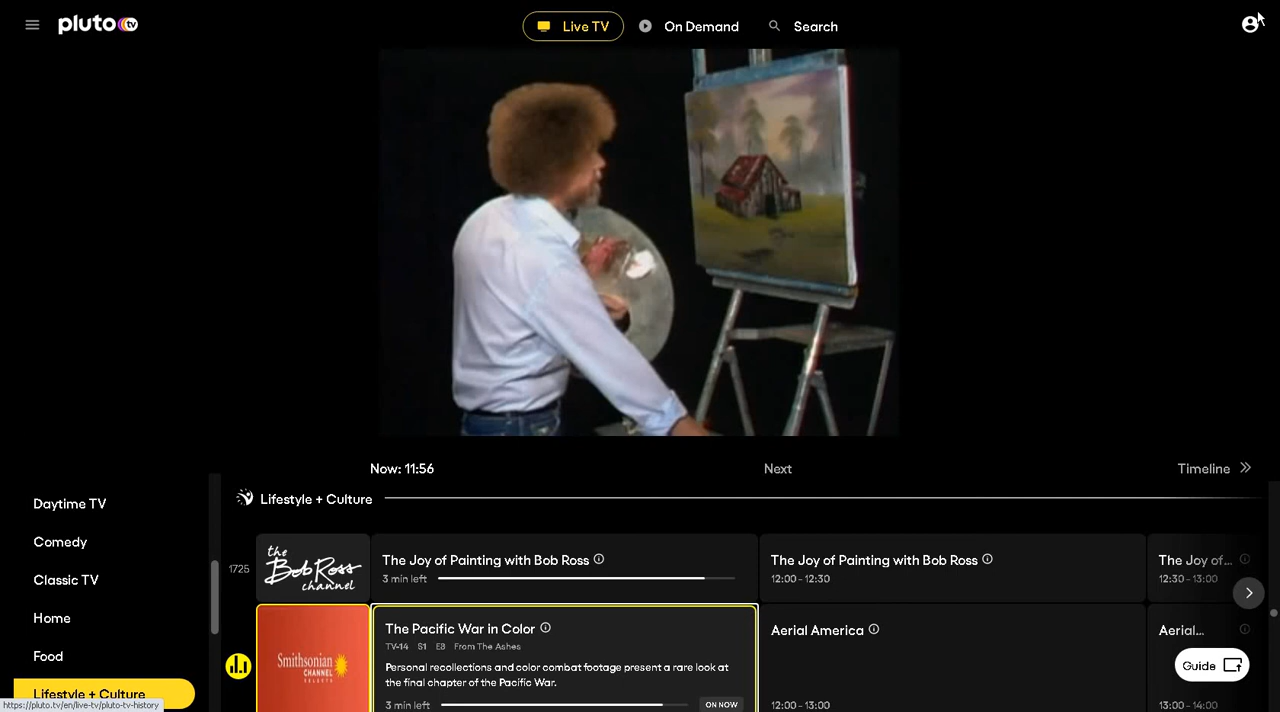 pluto tv
Live TV
On Demand
Search
Now: 11:56
Next
Timeline
Daytime TV
Comedy
Classic TV
Home
Food
Lifestyle + Culture
Lifestyle + Culture
1725
the
Bob Ross
channel
The Joy of Painting with Bob Ross
3 min left
The Joy of Painting with Bob Ross
12:00 - 12:30
The Joy of...
12:30 - 13:00
Smithsonian
CHANNEL
SELECTS
The Pacific War in Color
TV-14 S1 E3 From The Ashes
Personal recollections and color combat footage present a rare look at
the final chapter of the Pacific War.
3 min left
ON NOW
Aerial America
12:00 - 13:00
Aerial...
13:00 - 14:00
Guide
https://pluto.tv/en/live-tv/pluto-tv-history